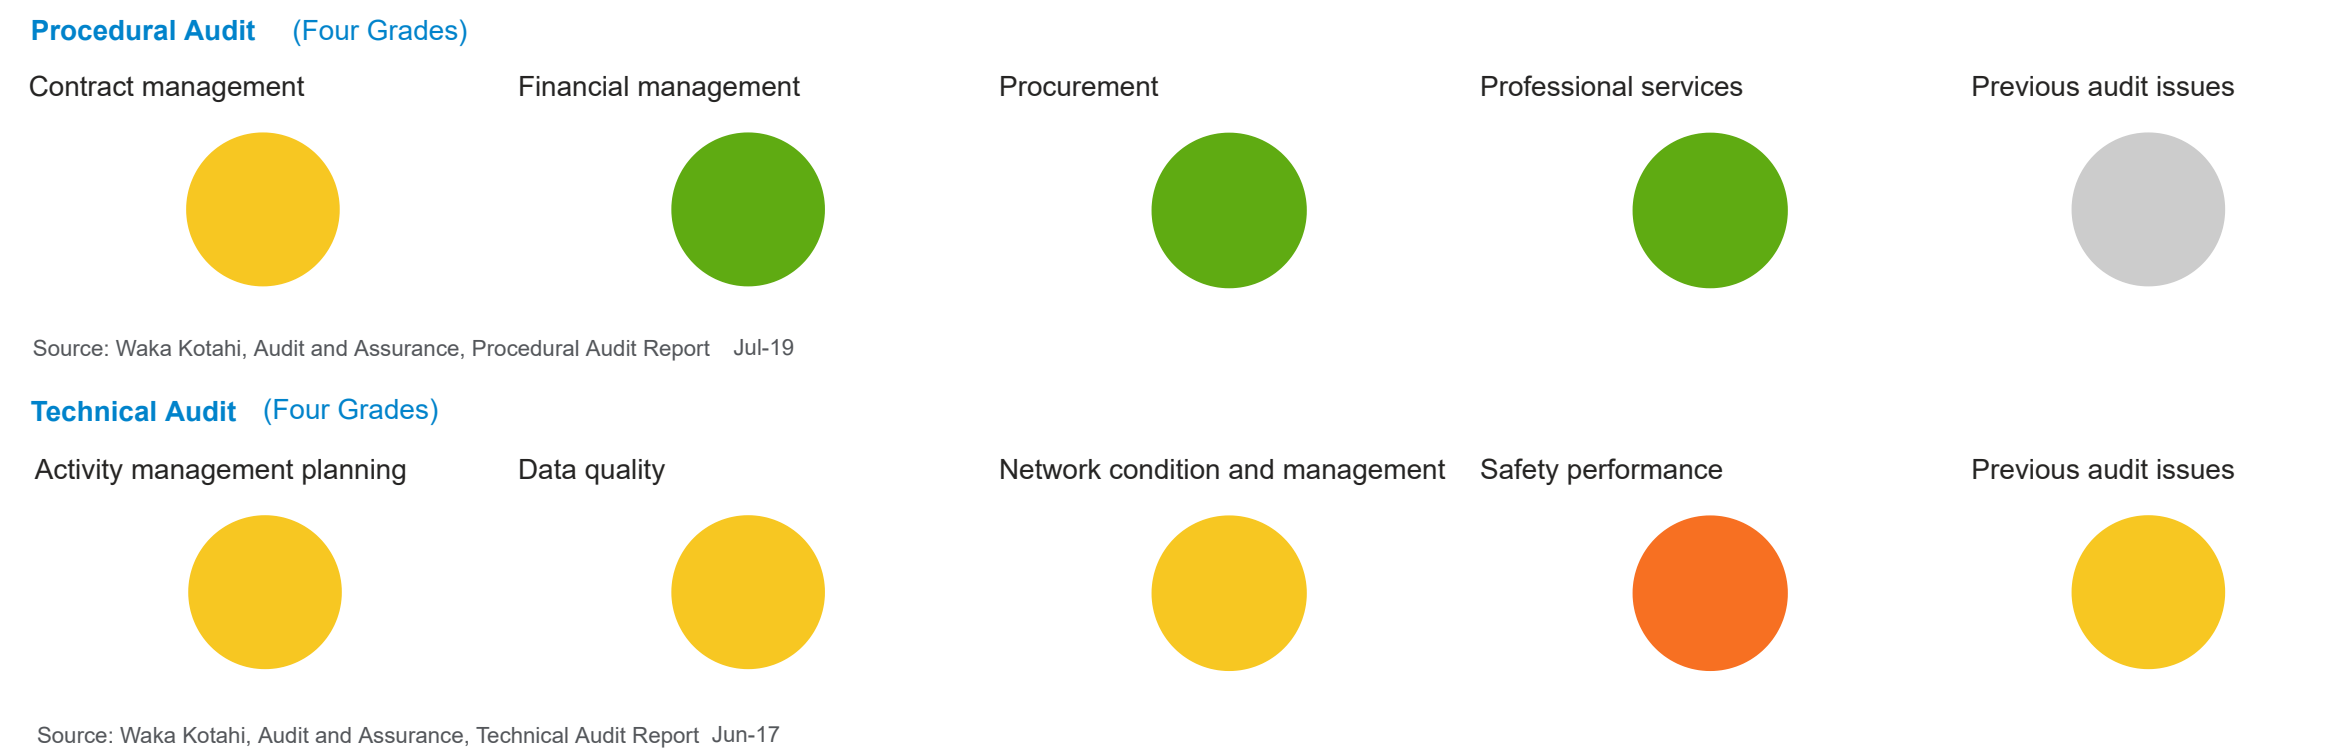 Procedural Audit (Four Grades)
Contract management Financial management Procurement Professional services Previous audit issues
Source: Waka Kotahi, Audit and Assurance, Procedural Audit Report Jul-19
Technical Audit (Four Grades)
Activity management planning Data quality Network condition and management Safety performance Previous audit issues
Source: Waka Kotahi, Audit and Assurance, Technical Audit Report Jun-17